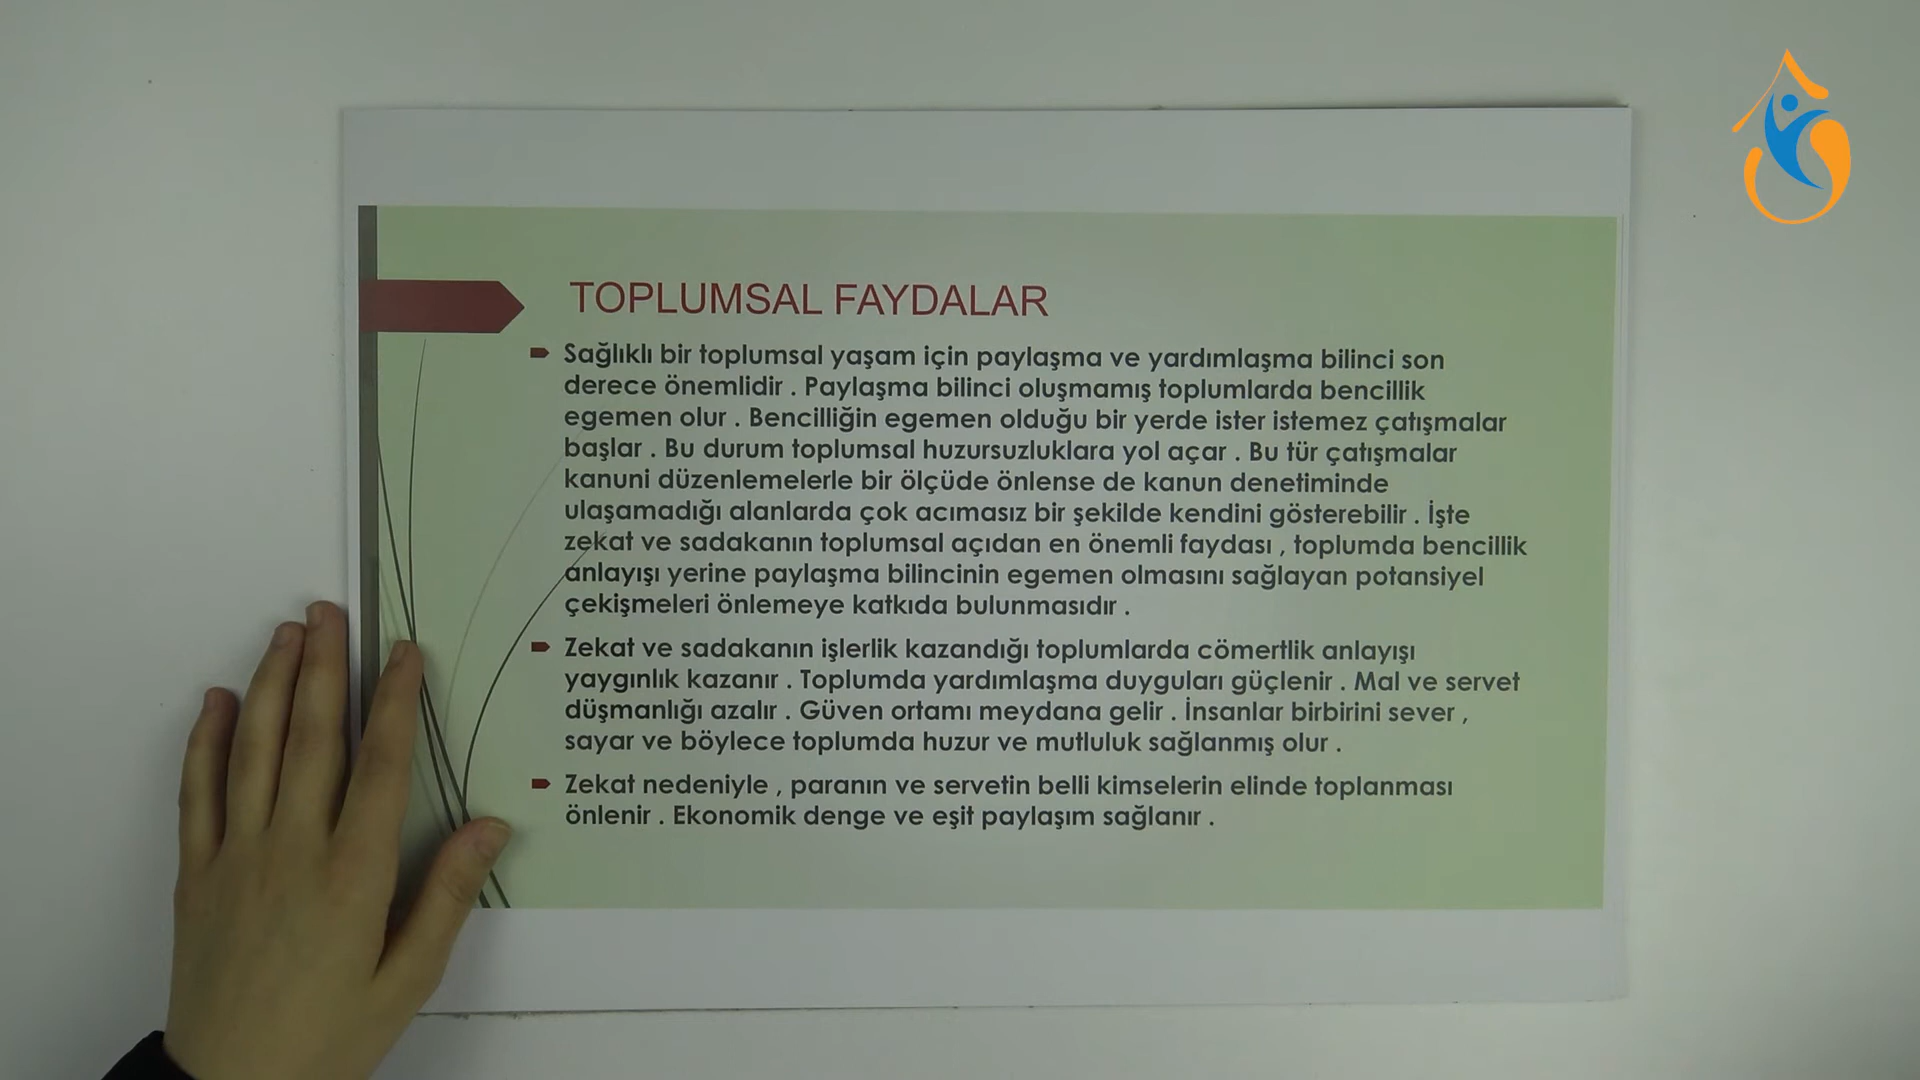 TOPLUMSAL FAYDALAR
Sağlıklı bir toplumsal yaşam için paylaşma ve yardımlaşma bilinci son
derece önemlidir . Paylaşma bilinci oluşmamış toplumlarda bencillik
egemen olur . Bencilliğin egemen olduğu bir yerde ister istemez çatışmalar
başlar . Bu durum toplumsal huzursuzluklara yol açar . Bu tür çatışmalar
kanuni düzenlemelerle bir ölçüde önlense de kanun denetiminde
ulaşamadığı alanlarda çok acımasız bir şekilde kendini gösterebilir . İşte
zekat ve sadakanın toplumsal açıdan en önemli faydası , toplumda bencillik
anlayışı yerine paylaşma bilincinin egemen olmasını sağlayan potansiyel
çekişmeleri önlemeye katkıda bulunmasıdır .
Zekat ve sadakanın işlerlik kazandığı toplumlarda cömertlik anlayışı
yaygınlık kazanır . Toplumda yardımlaşma duyguları güçlenir . Mal ve servet
düşmanlığı azalır . Güven ortamı meydana gelir . İnsanlar birbirini sever ,
sayar ve böylece toplumda huzur ve mutluluk sağlanmış olur .
Zekat nedeniyle , paranın ve servetin belli kimselerin elinde toplanması
önlenir . Ekonomik denge ve eşit paylaşım sağlanır .